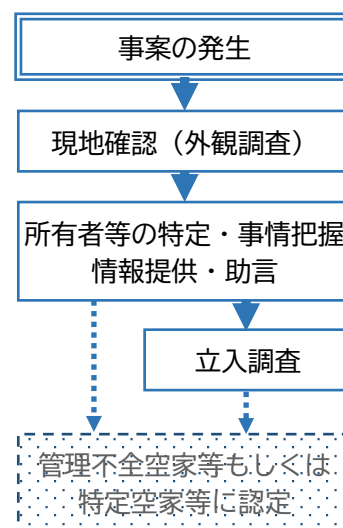 事案の発生
現地確認（外観調査）
所有者等の特定・事情把握
情報提供・助言
立入調査
管理不全空家等もしくは
特定空家等に認定